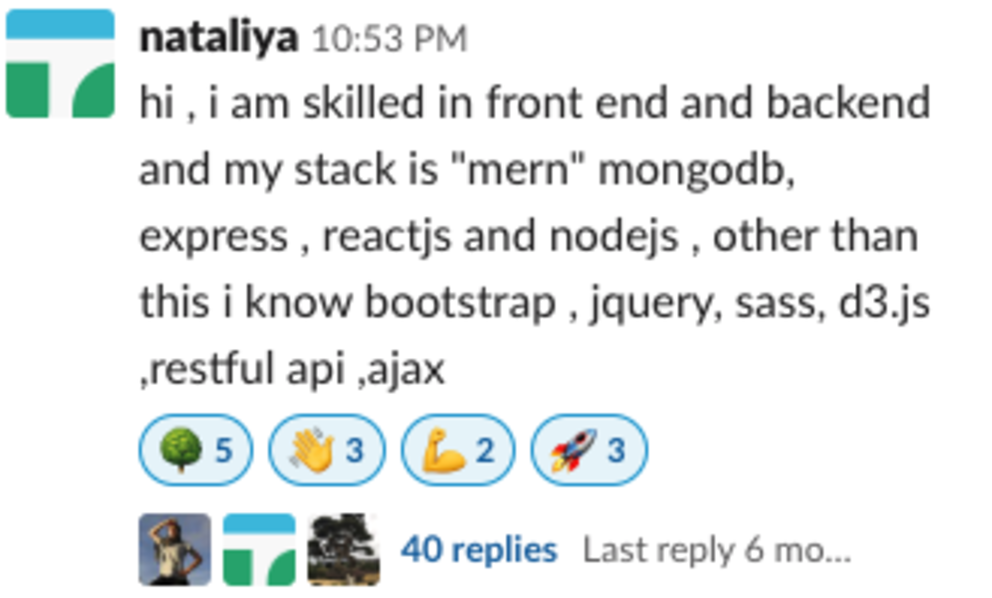 nataliya 10:53 PM
hi , i am skilled in front end and backend
and my stack is "mern" mongodb,
express , reactjs and nodejs , other than
this i know bootstrap , jquery, sass, d3.js
,restful api ,ajax
5 3 2 3
40 replies Last reply 6 mo...